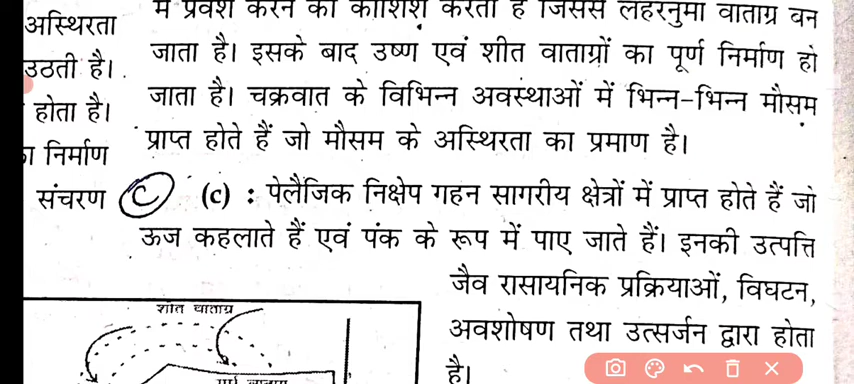 अस्थिरता
उठती है।
होता है।
निर्माण
संचरण
में प्रवेश करने की कोशिश करती है जिससे लहरनुमा वाताग्र बन
जाता है। इसके बाद उष्ण एवं शीत वाताग्रों का पूर्ण निर्माण हो
जाता है। चक्रवात के विभिन्न अवस्थाओं में भिन्न-भिन्न मौसम
प्राप्त होते हैं जो मौसम के अस्थिरता का प्रमाण है।
C (c) : पेलैजिक निक्षेप गहन सागरीय क्षेत्रों में प्राप्त होते हैं जो
ऊज कहलाते हैं एवं पंक के रूप में पाए जाते हैं। इनकी उत्पत्ति
जैव रासायनिक प्रक्रियाओं, विघटन,
अवशोषण तथा उत्सर्जन द्वारा होता
है।
शीत वाताग्र